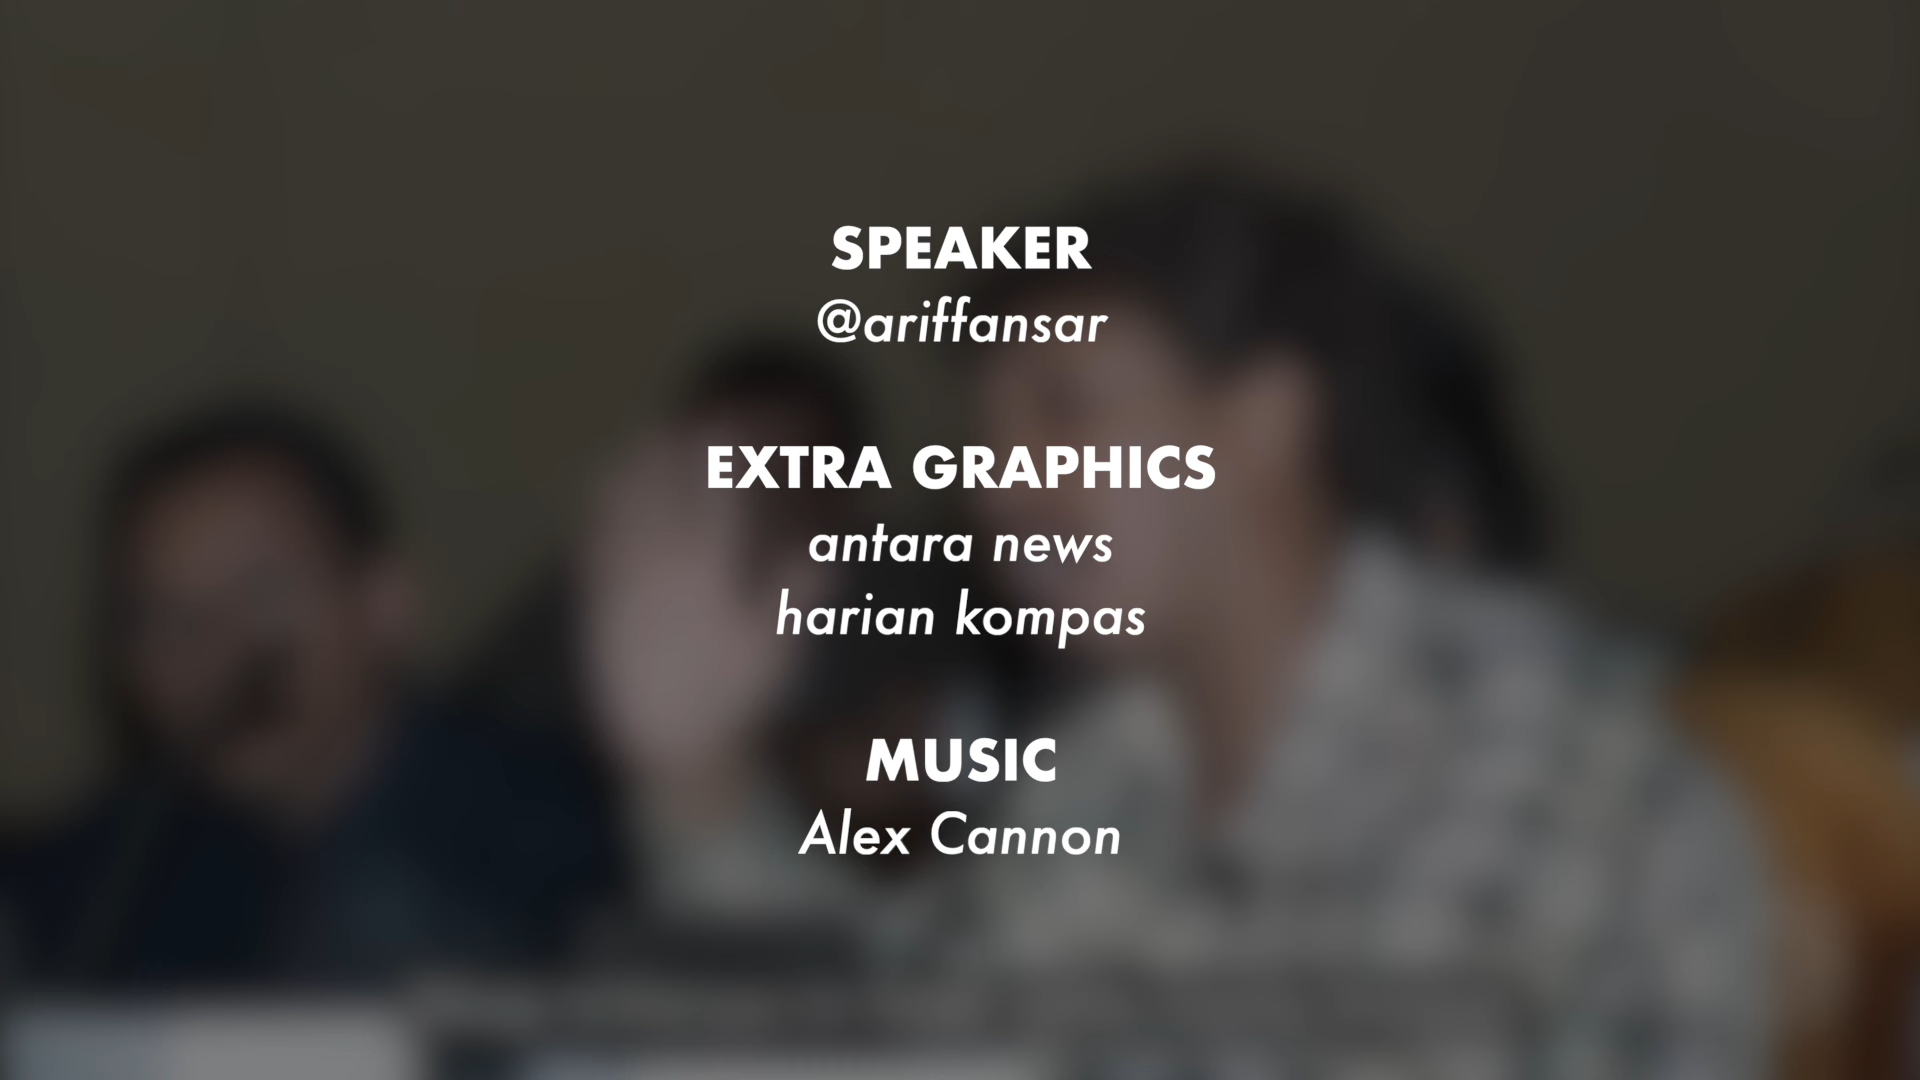 SPEAKER
@ariffansar
EXTRA GRAPHICS
antara news
harian kompas
MUSIC
Alex Cannon